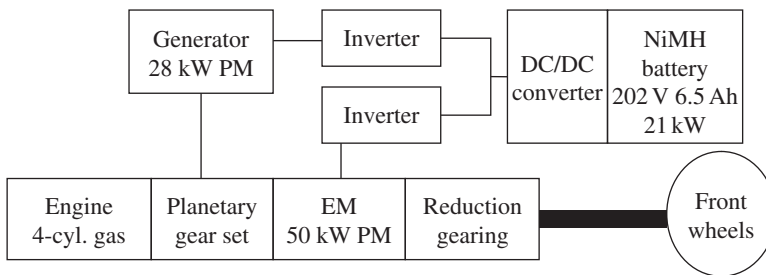 Generator
28 kW PM
Inverter
Inverter
DC/DC
converter
NiMH
battery
202 V 6.5 Ah
21 kW
Engine
4-cyl. gas
Planetary
gear set
EM
50 kW PM
Reduction
gearing
Front
wheels